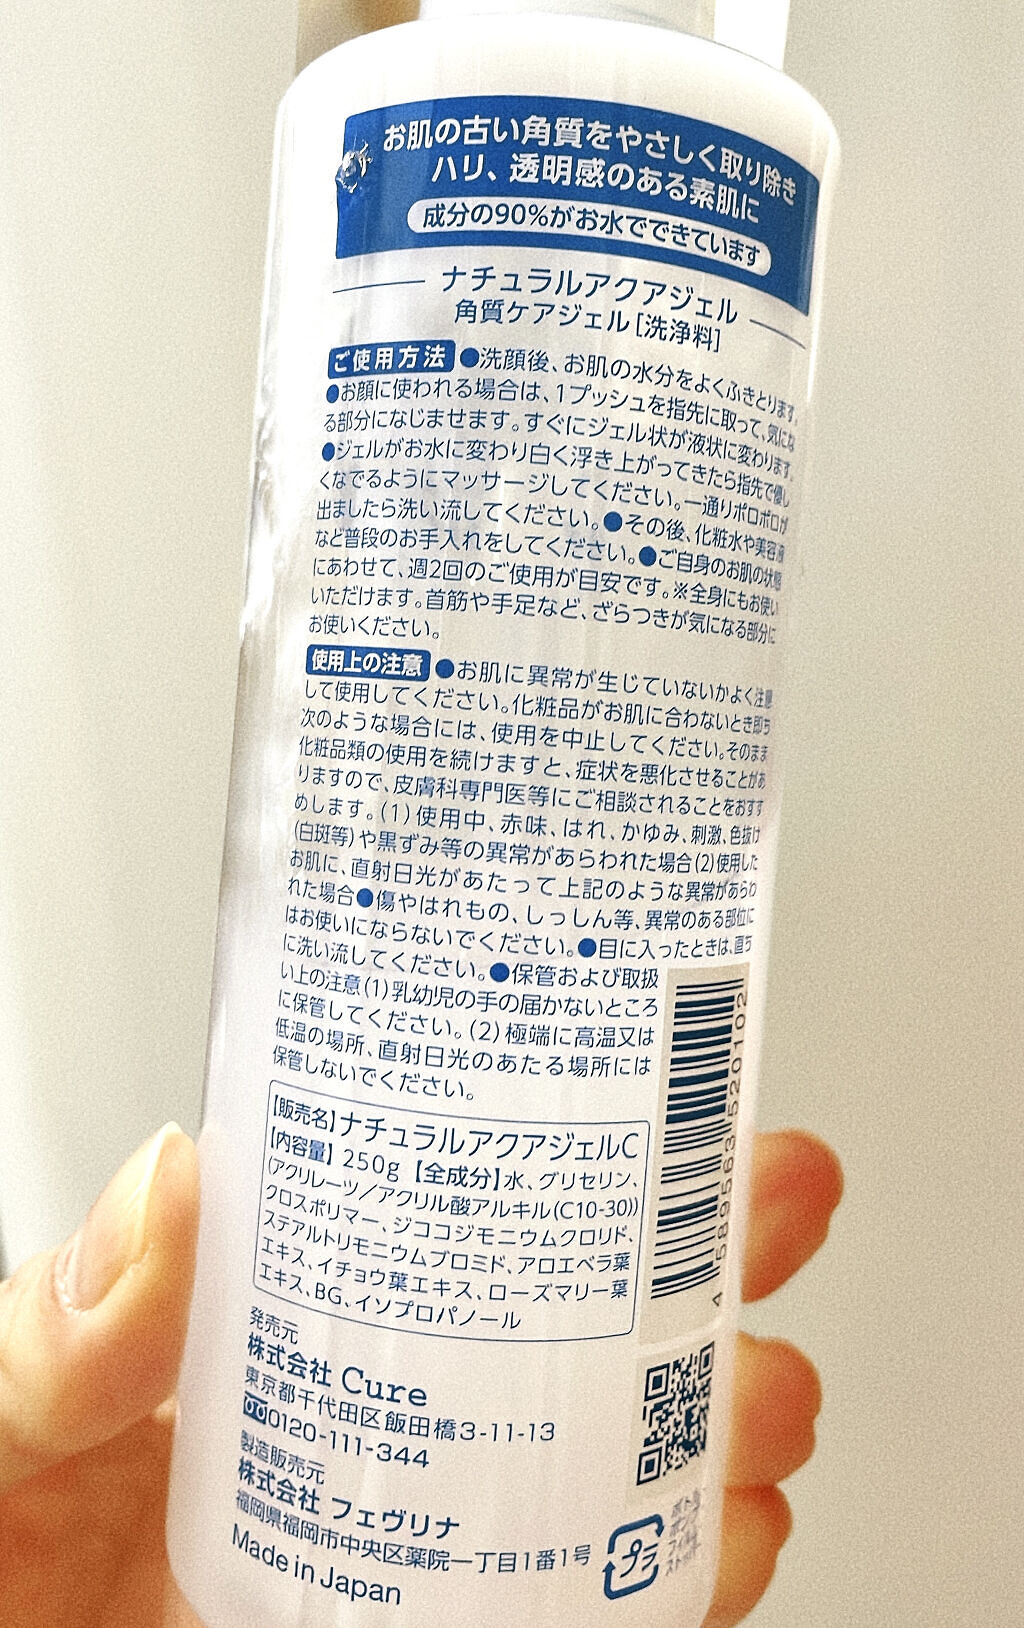 お肌の古い角質をやさしく取り除き
ハリ、透明感のある素肌に
成分の90%がお水でできています
ナチュラルアクアジェル
角質ケアジェル[洗浄料]
ご使用方法 ●洗顔後、お肌の水分をよくふきとります。
●お顔に使われる場合は、1プッシュを指先に取って、気にな
る部分になじませます。すぐにジェル状が液状に変わります。
●ジェルがお水に変わり白く浮き上がってきたら指先で優し
くなでるようにマッサージしてください。一通りポロポロが
出ましたら洗い流してください。●その後、化粧水や美容液
など普段のお手入れをしてください。●ご自身のお肌の状態
にあわせて、週2回のご使用が目安です。※全身にもお使い
いただけます。首筋や手足など、ざらつきが気になる部分に
お使いください。
使用上の注意 ●お肌に異常が生じていないかよく注意
して使用してください。化粧品がお肌に合わないとき即ち
次のような場合には、使用を中止してください。そのまま
化粧品類の使用を続けますと、症状を悪化させることがあ
りますので、皮膚科専門医等にご相談されることをおすす
めします。(1)使用中、赤味、はれ、かゆみ、刺激、色抜け
(白斑等)や黒ずみ等の異常があらわれた場合(2)使用した
お肌に、直射日光があたって上記のような異常があらわ
れた場合●傷やはれもの、しっしん等、異常のある部位に
はお使いにならないでください。●目に入ったときは、直ち
に洗い流してください。●保管および取扱
い上の注意(1)乳幼児の手の届かないところ
に保管してください。(2)極端に高温又は
低温の場所、直射日光のあたる場所には
保管しないでください。
【販売名】ナチュラルアクアジェルC
【内容量】250g【全成分】水、グリセリン、
(アクリレーツ/アクリル酸アルキル(C10-30))
クロスポリマー、ジココジモニウムクロリド、
ステアルトリモニウムブロミド、アロエベラ葉
エキス、イチョウ葉エキス、ローズマリー葉
エキス、BG、イソプロパノール
4 589563 520102
発売元
株式会社 Cure
東京都千代田区飯田橋3-11-13
0120-111-344
製造販売元
株式会社 フェヴリナ
福岡県福岡市中央区薬院一丁目1番1号
Made in Japan
プラ